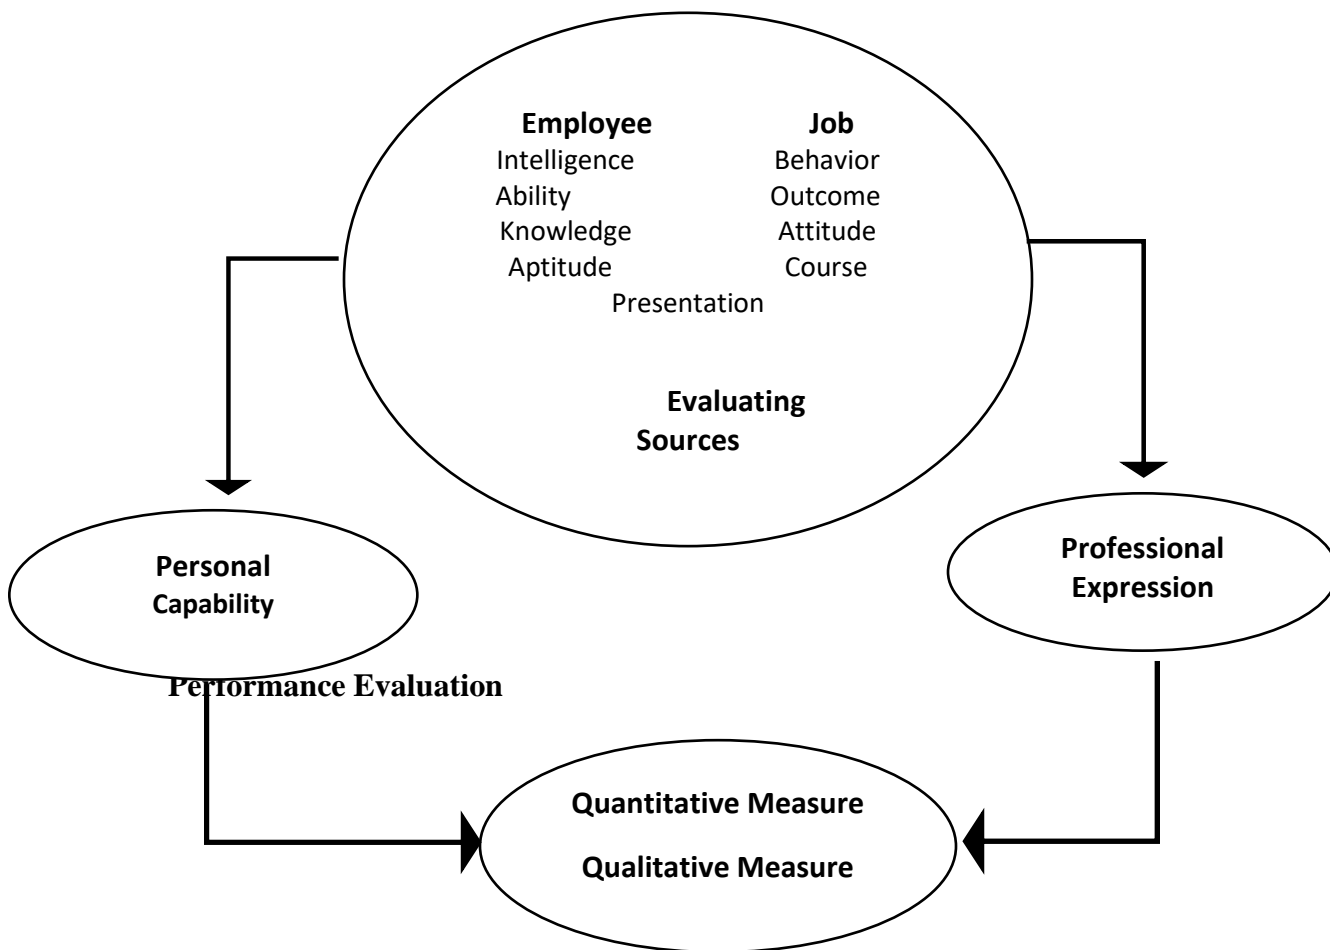 Employee Job
Intelligence Behavior
Ability Outcome
Knowledge Attitude
Aptitude Course
Presentation
Evaluating
Sources
Personal
Capability
Professional
Expression
Performance Evaluation
Quantitative Measure
Qualitative Measure